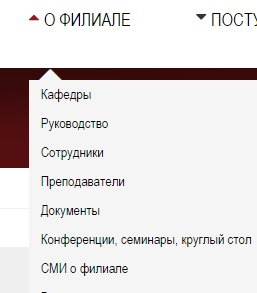 О ФИЛИАЛЕ ПОСТУ
Кафедры
Руководство
Сотрудники
Преподаватели
Документы
Конференции, семинары, круглый стол
СМИ о филиале